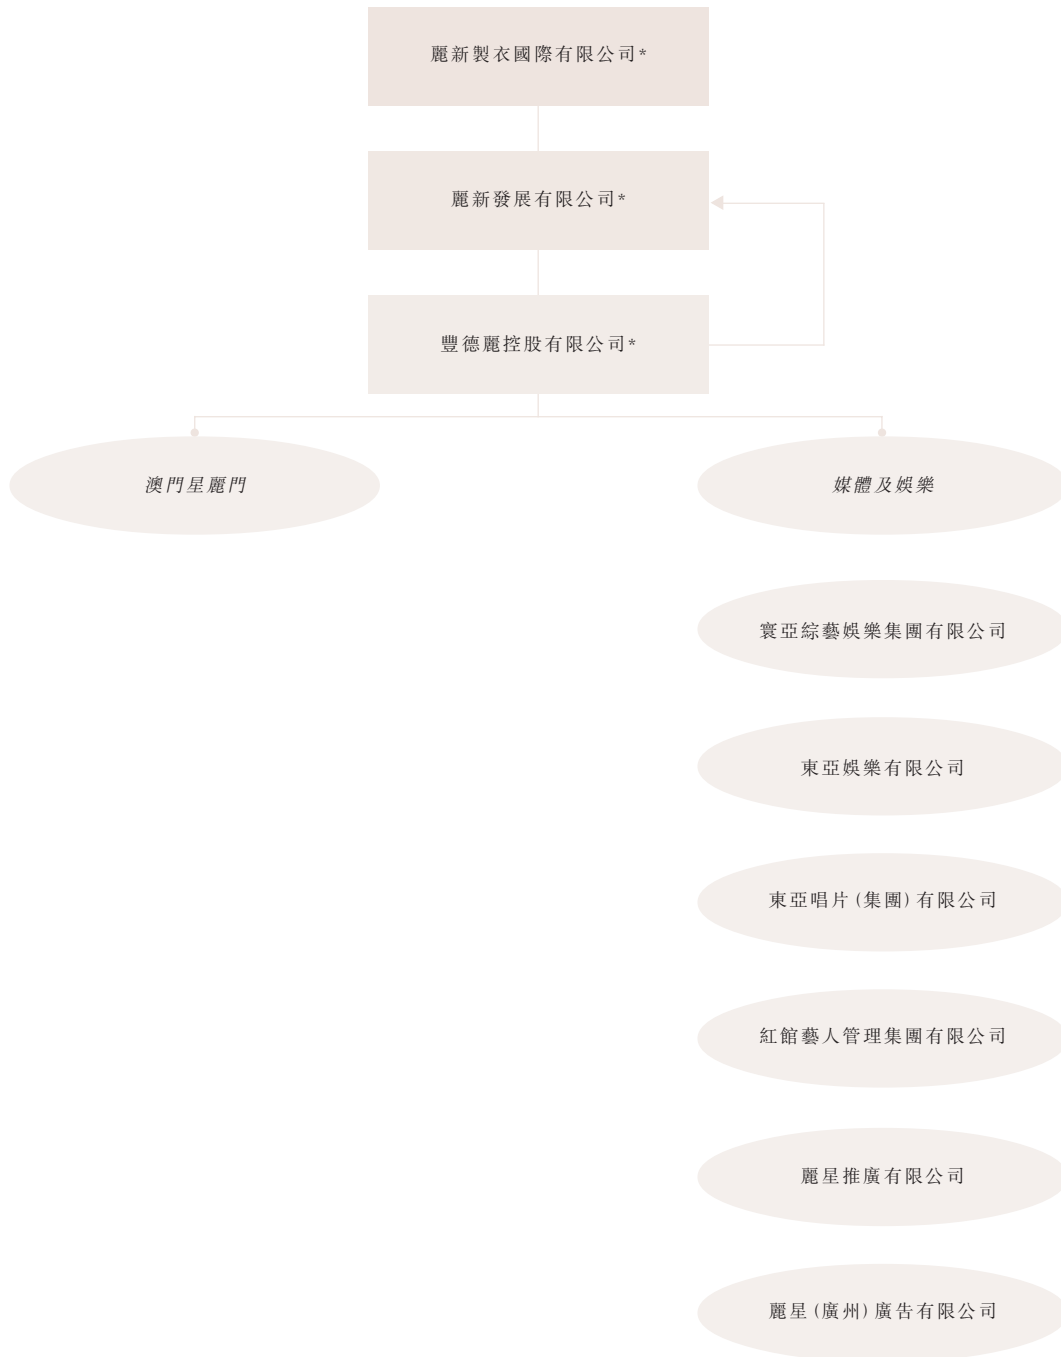 麗新製衣國際有限公司*
麗新發展有限公司*
豐德麗控股有限公司*
澳門星麗門
媒體及娛樂
寰亞綜藝娛樂集團有限公司
東亞娛樂有限公司
東亞唱片(集團)有限公司
紅館藝人管理集團有限公司
麗星推廣有限公司
麗星(廣州)廣告有限公司